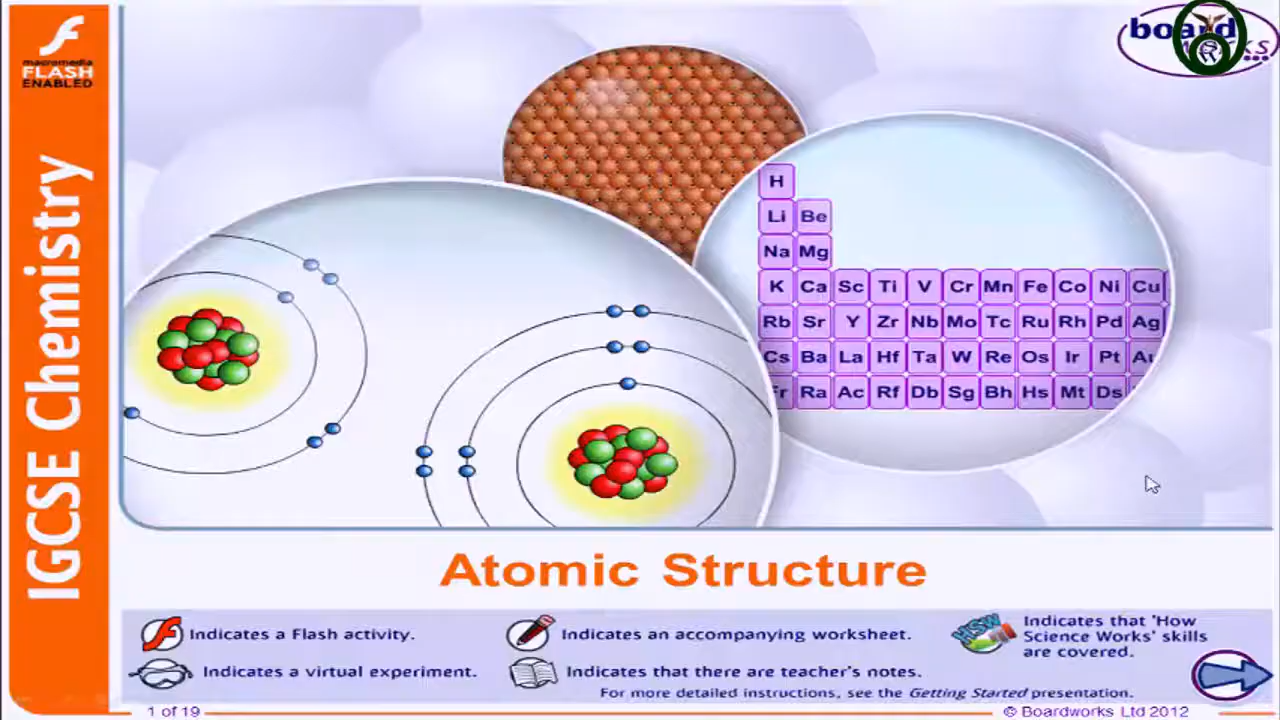 macromedia
FLASH
ENABLED
IGCSE Chemistry
board
H
Li Be
Na Mg
K Ca Sc Ti V Cr Mn Fe Co Ni Cu
Rb Sr Y Zr Nb Mo Tc Ru Rh Pd Ag
Cs Ba La Hf Ta W Re Os Ir Pt
Ra Ac Rf Db Sg Bh Hs Mt Ds
Atomic Structure
Indicates a Flash activity.
Indicates a virtual experiment.
Indicates an accompanying worksheet.
Indicates that there are teacher's notes.
HSW
Indicates that 'How
Science Works' skills
are covered.
For more detailed instructions, see the Getting Started presentation.
1 of 19
© Boardworks Ltd 2012